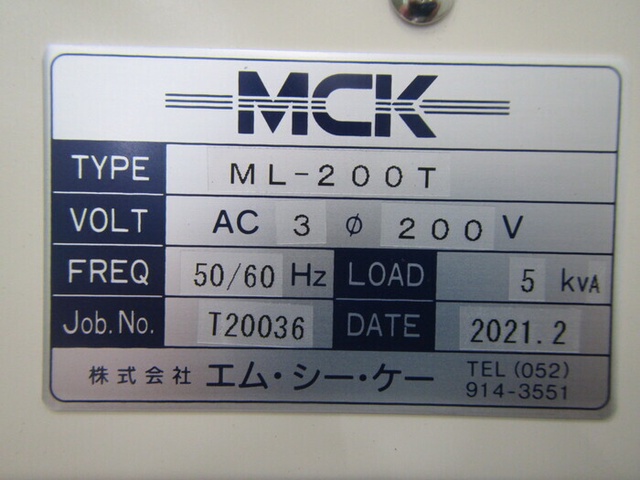 MCK
TYPE ML-200T
VOLT AC 3 φ 200 V
FREQ 50/60 Hz LOAD 5 kVA
Job.No. T20036 DATE 2021.2
株式会社 エム・シー・ケー TEL(052)
914-3551